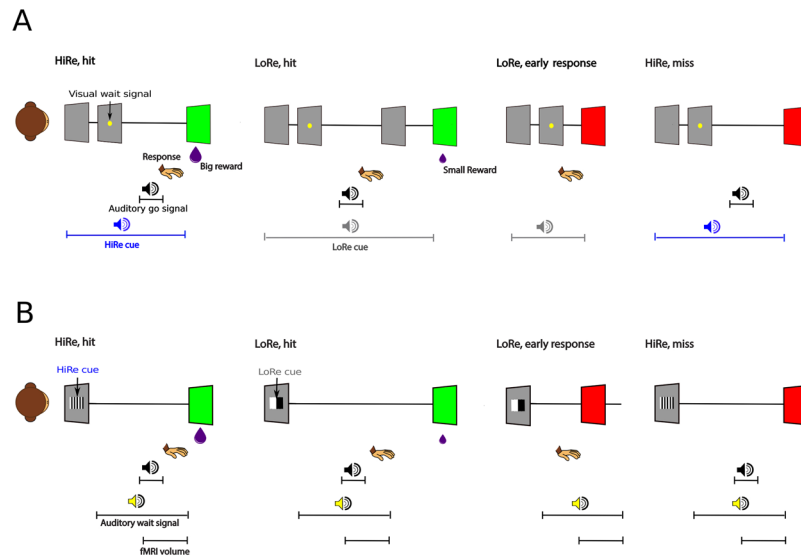 A
HiRe, hit
LoRe, hit
LoRe, early response
HiRe, miss
Visual wait signal
Response
Big reward
Small Reward
Auditory go signal
HiRe cue
LoRe cue
B
HiRe, hit
LoRe, hit
LoRe, early response
HiRe, miss
HiRe cue
LoRe cue
Auditory wait signal
fMRI volume